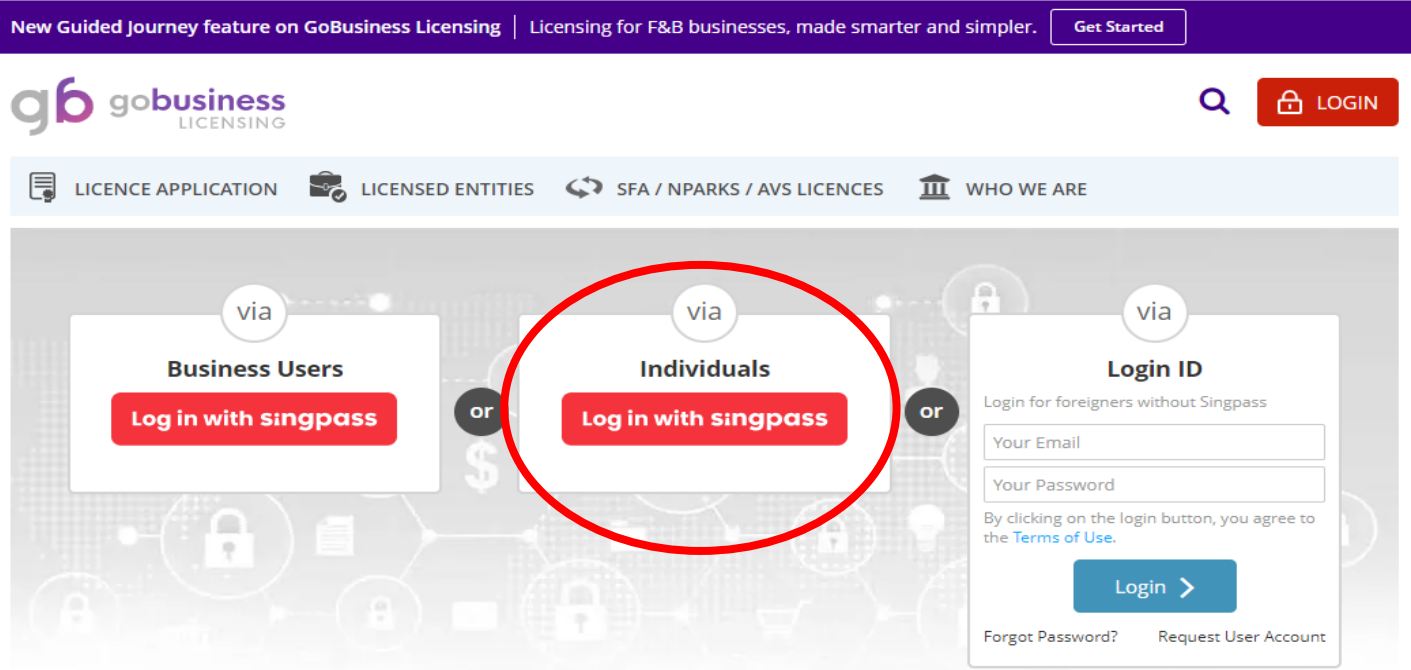 New Guided Journey feature on GoBusiness Licensing | Licensing for F&B businesses, made smarter and simpler. Get Started
gb gobusiness
LICENSING
LOGIN
LICENCE APPLICATION LICENSED ENTITIES SFA / NPARKS / AVS LICENCES WHO WE ARE
via
Business Users
Log in with singpass
or
via
Individuals
Log in with singpass
or
via
Login ID
Login for foreigners without Singpass
Your Email
Your Password
By clicking on the login button, you agree to
the Terms of Use.
Login
Forgot Password? Request User Account